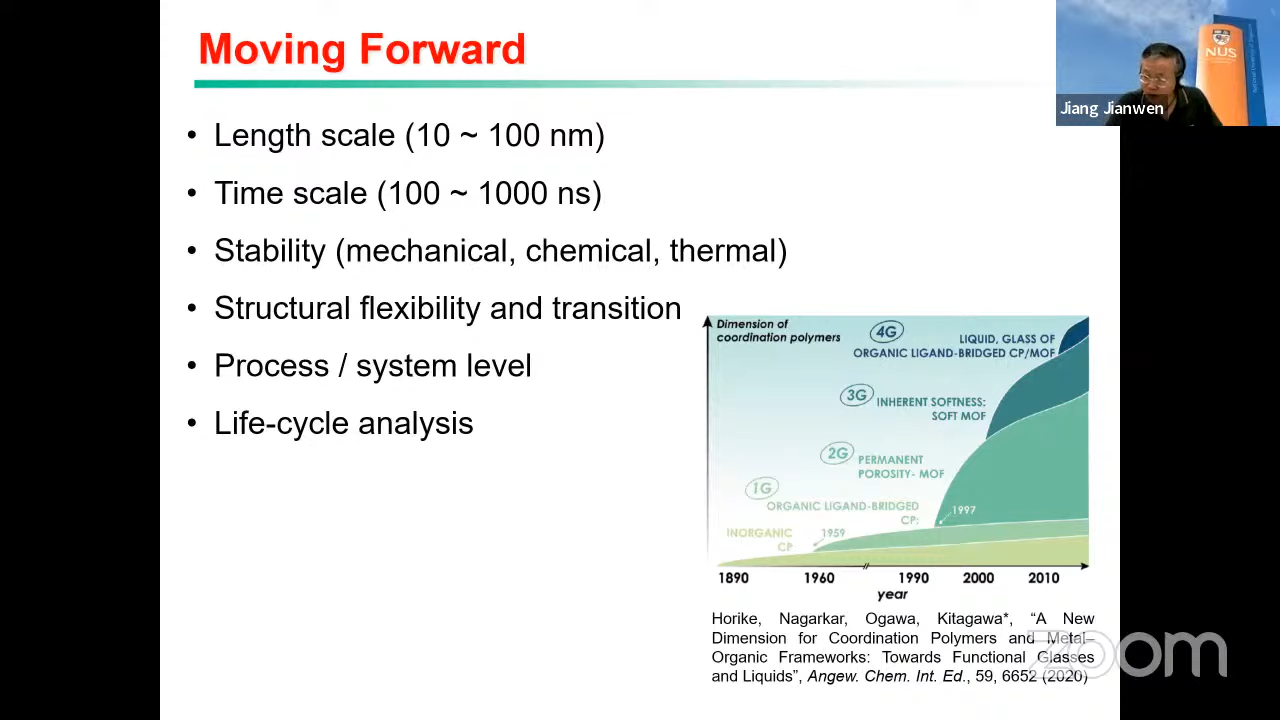 Moving Forward
NUS
Jiang Jianwen
• Length scale (10 ~ 100 nm)
• Time scale (100 ~ 1000 ns)
• Stability (mechanical, chemical, thermal)
• Structural flexibility and transition
• Process / system level
• Life-cycle analysis
Dimension of
coordination polymers
4G
LIQUID, GLASS OF
ORGANIC LIGAND-BRIDGED CP/MOF
3G
INHERENT SOFTNESS:
SOFT MOF
2G
PERMANENT
POROSITY- MOF
1G
ORGANIC LIGAND-BRIDGED
CP:
1997
INORGANIC
CP
1959
1890 1960 1990 2000 2010
year
Horike, Nagarkar, Ogawa, Kitagawa*, “A New
Dimension for Coordination Polymers and Metal–
Organic Frameworks: Towards Functional Glasses
and Liquids”, Angew. Chem. Int. Ed., 59, 6652 (2020)
zoom